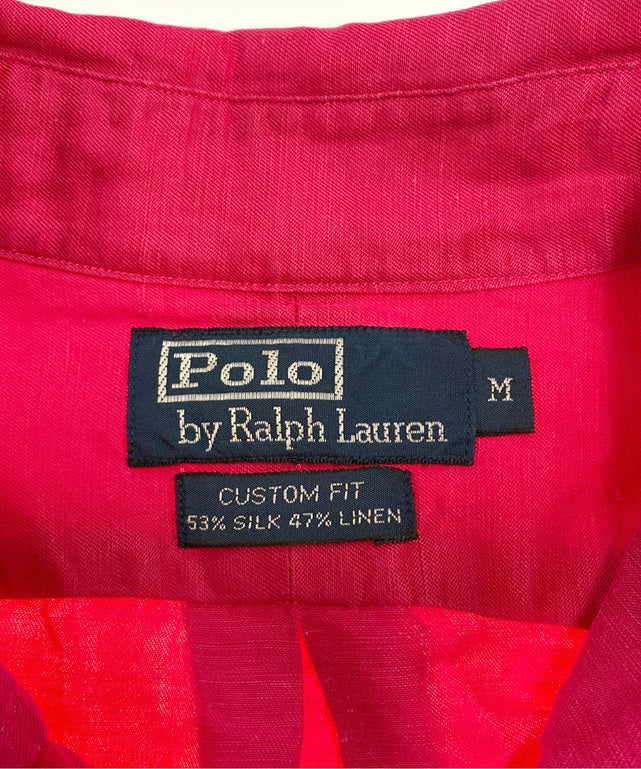 Polo
by Ralph Lauren
M
CUSTOM FIT
53% SILK 47% LINEN